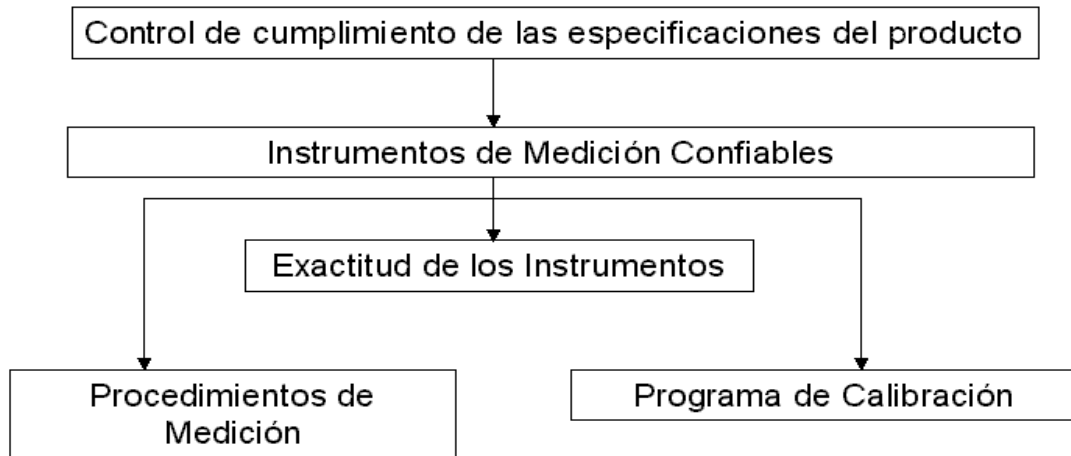 Control de cumplimiento de las especificaciones del producto
Instrumentos de Medición Confiables
Exactitud de los Instrumentos
Procedimientos de
Medición
Programa de Calibración